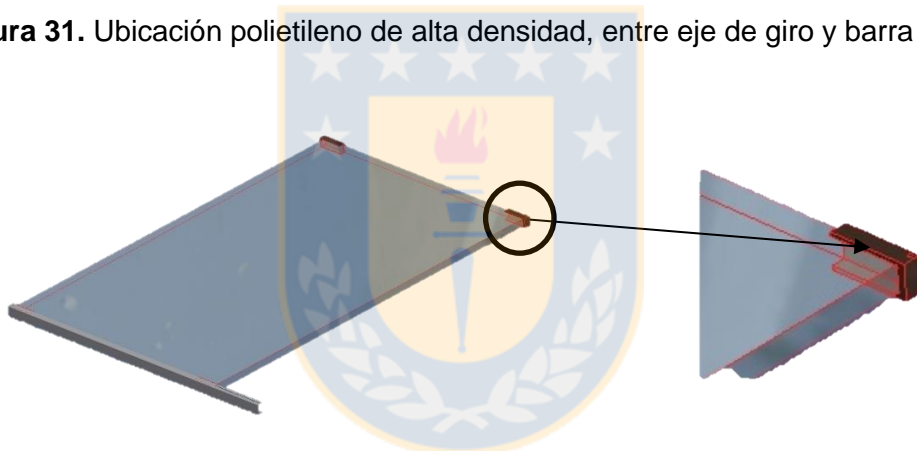 ura 31. Ubicación polietileno de alta densidad, entre eje de giro y barra